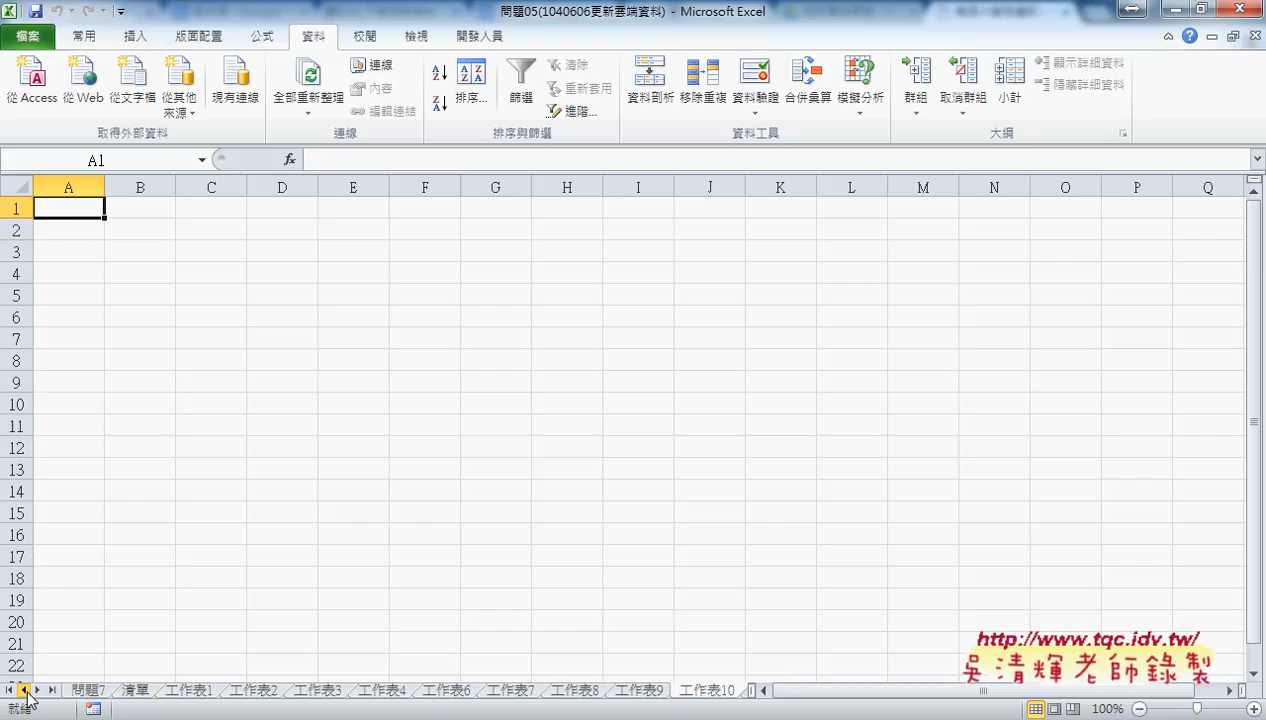 問題05(1040606更新雲端資料) - Microsoft Excel
檔案 常用 插入 版面配置 公式 資料 校閱 檢視 開發人員
從 Access 從 Web 從文字檔 從其他來源 現有連線 全部重新整理 連線 內容 編輯連結 排序... 篩選 清除 重新套用 進階... 資料剖析 移除重複 資料驗證 合併彙算 模擬分析 群組 取消群組 小計 顯示詳細資料 隱藏詳細資料
取得外部資料 連線 排序與篩選 資料工具 大綱
A1 fx
A B C D E F G H I J K L M N O P Q
1
2
3
4
5
6
7
8
9
10
11
12
13
14
15
16
17
18
19
20
21
22
http://www.tqc.idv.tw/
吳清輝老師錄製
問題7 清單 工作表1 工作表2 工作表3 工作表4 工作表6 工作表7 工作表8 工作表9 工作表10
就緒 100%